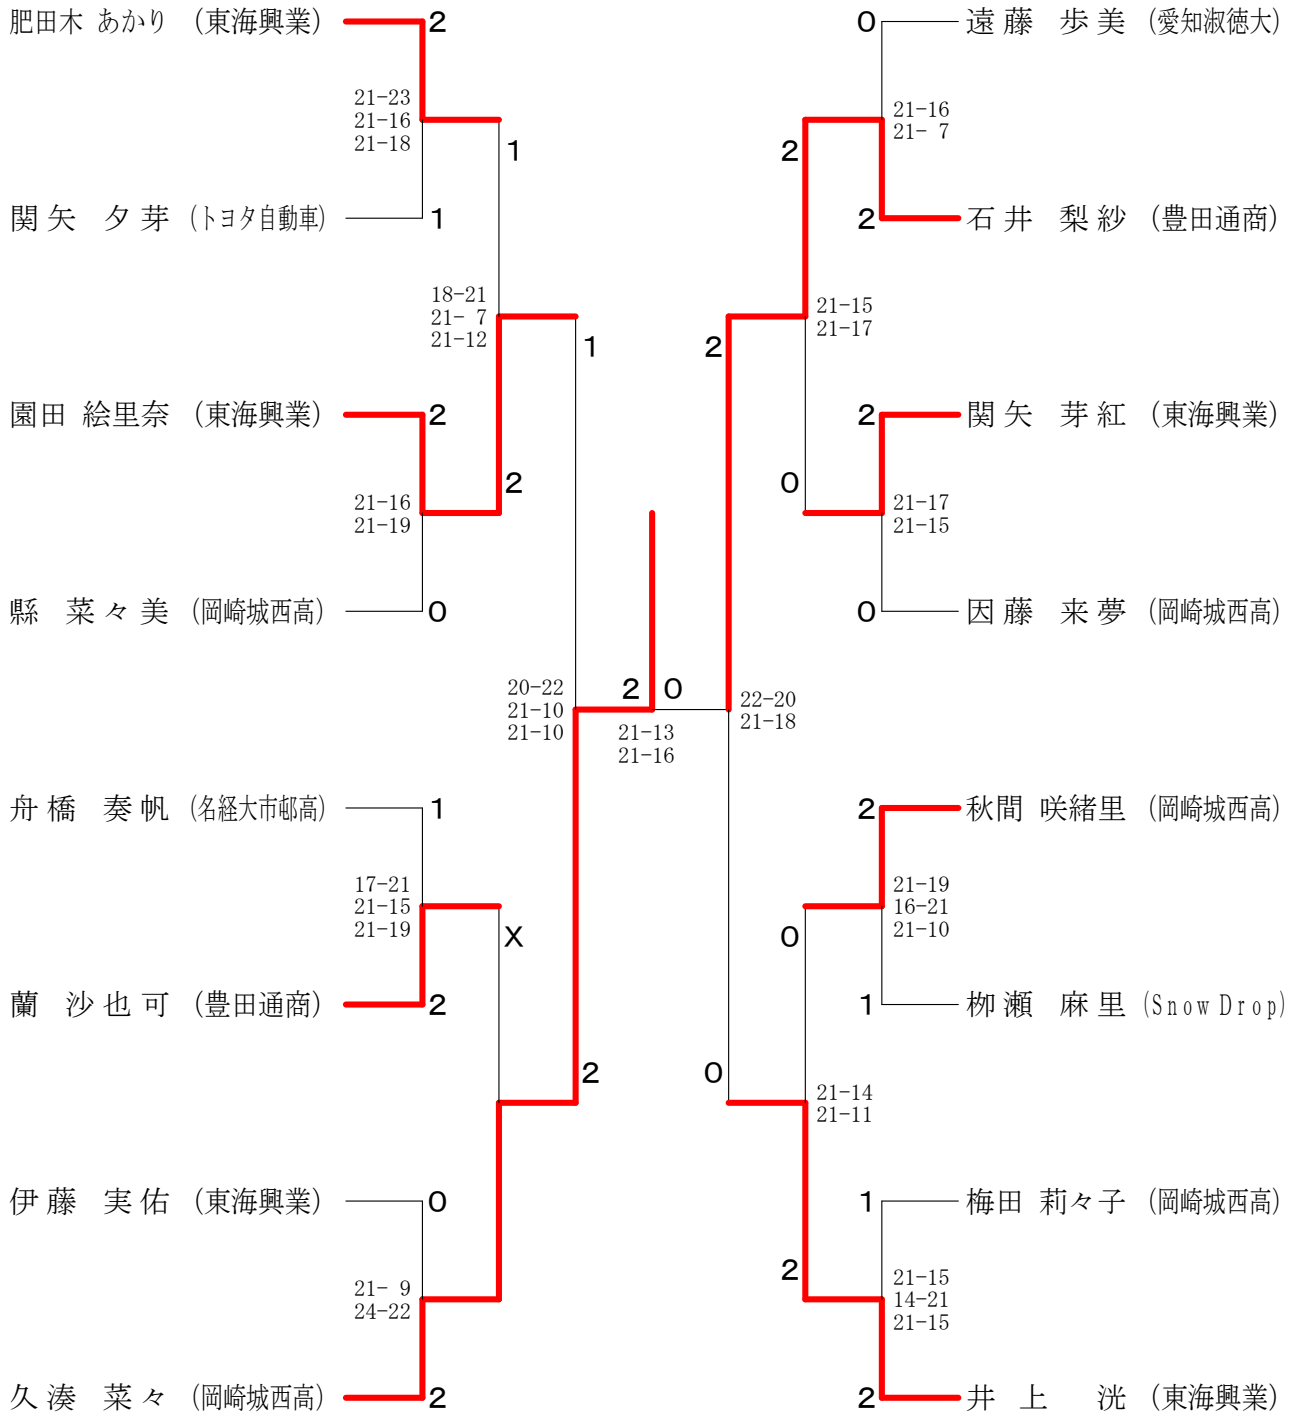 肥田木 あかり (東海興業) 2
21-23
21-16
21-18
1
関矢 夕芽 (トヨタ自動車) 1
18-21
21- 7
21-12
1
園田 絵里奈 (東海興業) 2
2
21-16
21-19
縣 菜々美 (岡崎城西高) 0
20-22
21-10
21-10
舟橋 奏帆 (名経大市邨高) 1
17-21
21-15
21-19
X
蘭 沙也可 (豊田通商) 2
2
伊藤 実佑 (東海興業) 0
21- 9
24-22
久湊 菜々 (岡崎城西高) 2
2 0
21-13
21-16
0 遠藤 歩美 (愛知淑徳大)
21-16
21- 7
2
2 石井 梨紗 (豊田通商)
21-15
21-17
2
2 関矢 芽紅 (東海興業)
0
21-17
21-15
0 因藤 来夢 (岡崎城西高)
22-20
21-18
2 秋間 咲緒里 (岡崎城西高)
21-19
16-21
21-10
0
1 栁瀬 麻里 (Snow Drop)
0
21-14
21-11
1 梅田 莉々子 (岡崎城西高)
2
21-15
14-21
21-15
2 井上 洸 (東海興業)